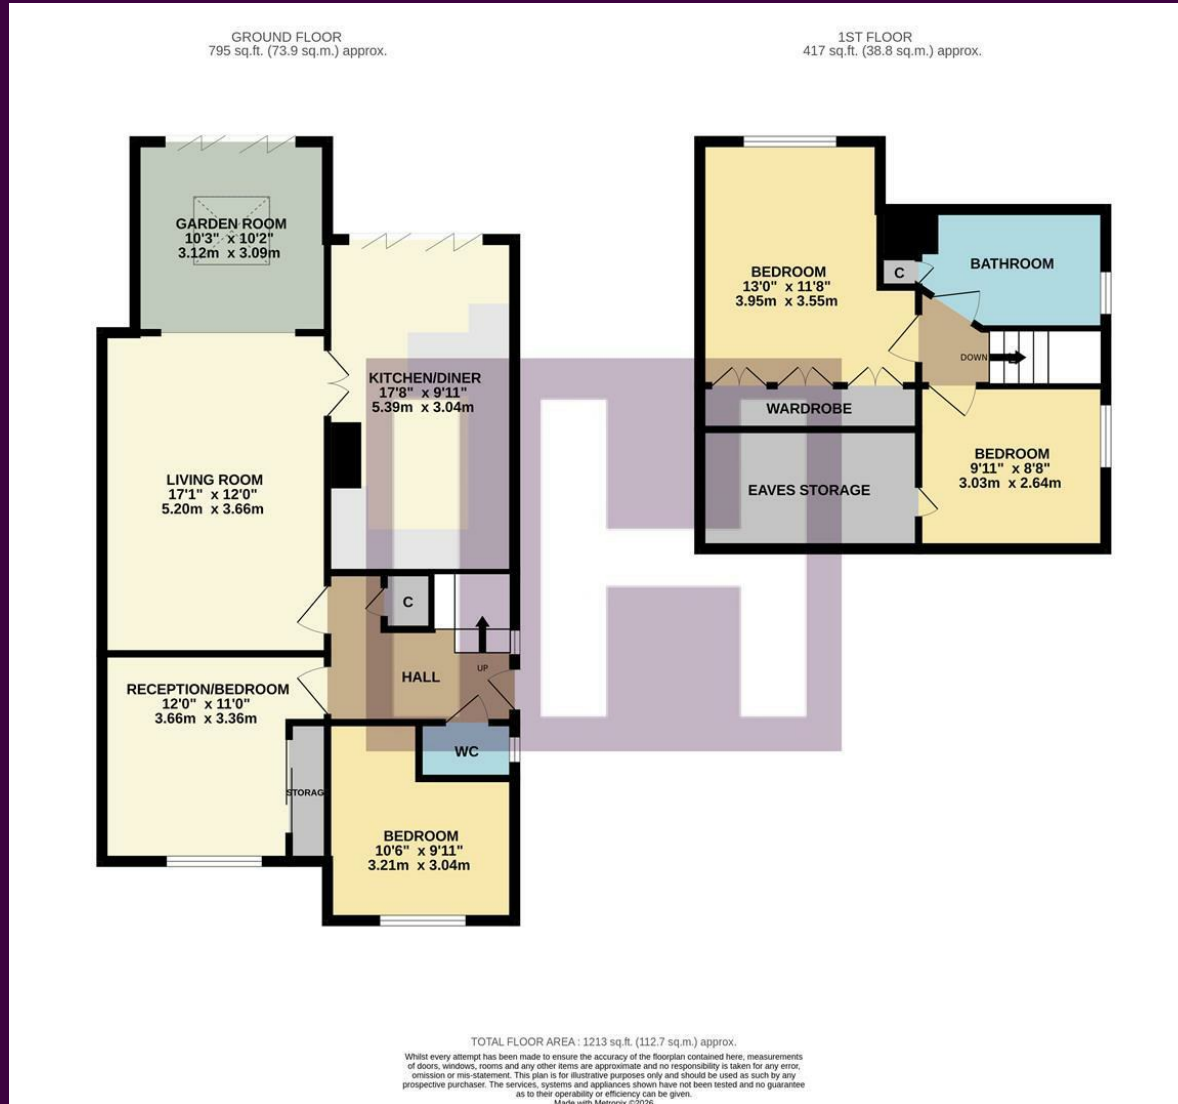 GROUND FLOOR
795 sq.ft. (73.9 sq.m.) approx.
1ST FLOOR
417 sq.ft. (38.8 sq.m.) approx.
GARDEN ROOM
10'3" x 10'2"
3.12m x 3.09m
KITCHEN/DINER
17'8" x 9'11"
5.39m x 3.04m
LIVING ROOM
17'1" x 12'0"
5.20m x 3.66m
C
HALL
UP
RECEPTION/BEDROOM
12'0" x 11'0"
3.66m x 3.36m
STORAG
WC
BEDROOM
10'6" x 9'11"
3.21m x 3.04m
BEDROOM
13'0" x 11'8"
3.95m x 3.55m
C
BATHROOM
DOWN
WARDROBE
EAVES STORAGE
BEDROOM
9'11" x 8'8"
3.03m x 2.64m
H
TOTAL FLOOR AREA : 1213 sq.ft. (112.7 sq.m.) approx.
Whilst every attempt has been made to ensure the accuracy of the floorplan contained here, measurements
of doors, windows, rooms and any other items are approximate and no responsibility is taken for any error,
omission or mis-statement. This plan is for illustrative purposes only and should be used as such by any
prospective purchaser. The services, systems and appliances shown have not been tested and no guarantee
as to their operability or efficiency can be given.
Made with Metropix ©2026